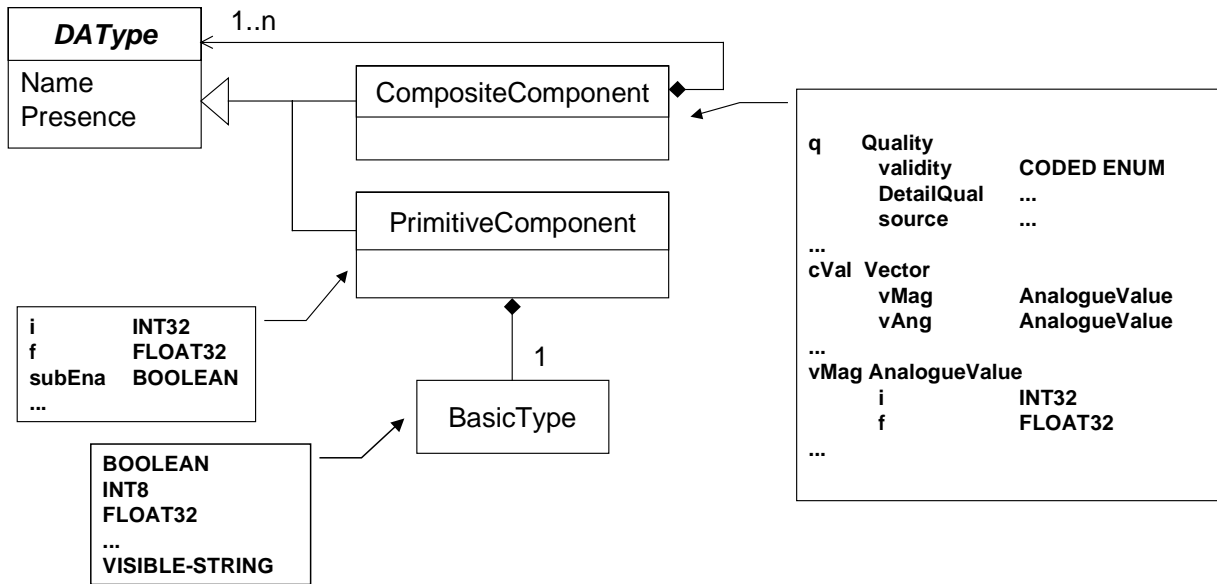 DAType
Name
Presence
1..n
CompositeComponent
PrimitiveComponent
1
BasicType
i INT32
f FLOAT32
subEna BOOLEAN
...
BOOLEAN
INT8
FLOAT32
...
VISIBLE-STRING
q Quality
validity CODED ENUM
DetailQual ...
source ...
...
cVal Vector
vMag AnalogueValue
vAng AnalogueValue
...
vMag AnalogueValue
i INT32
f FLOAT32
...